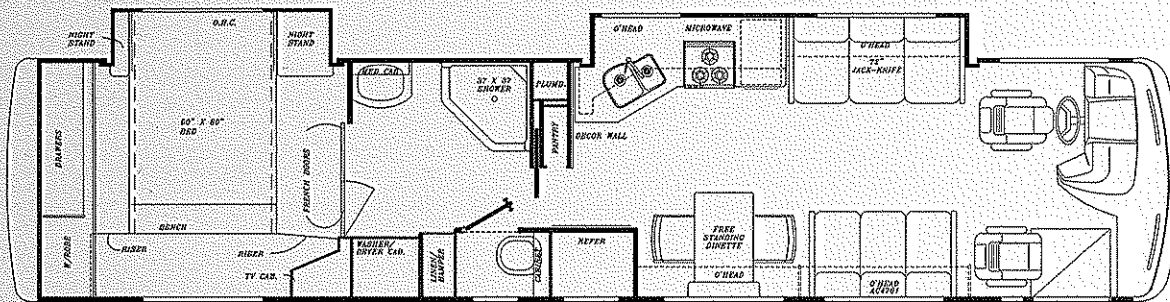 NIGHT
STAND
O.H.C.
NIGHT
STAND
DRAWERS
60" X 80"
BED
BENCH
W/ROBE
RISER
RISER
TV CAB.
FRENCH DOORS
MED CAB.
37 X 37
SHOWER
PLUMB.
PANTRY
DECOR WALL
WASHER/
DRYER CAB.
LINEN/
HAMPER
CABINET
REFER
O'HEAD
MICROWAVE
O'HEAD
72"
JACK-KNIFE
FREE
STANDING
DINETTE
O'HEAD
O'HEAD